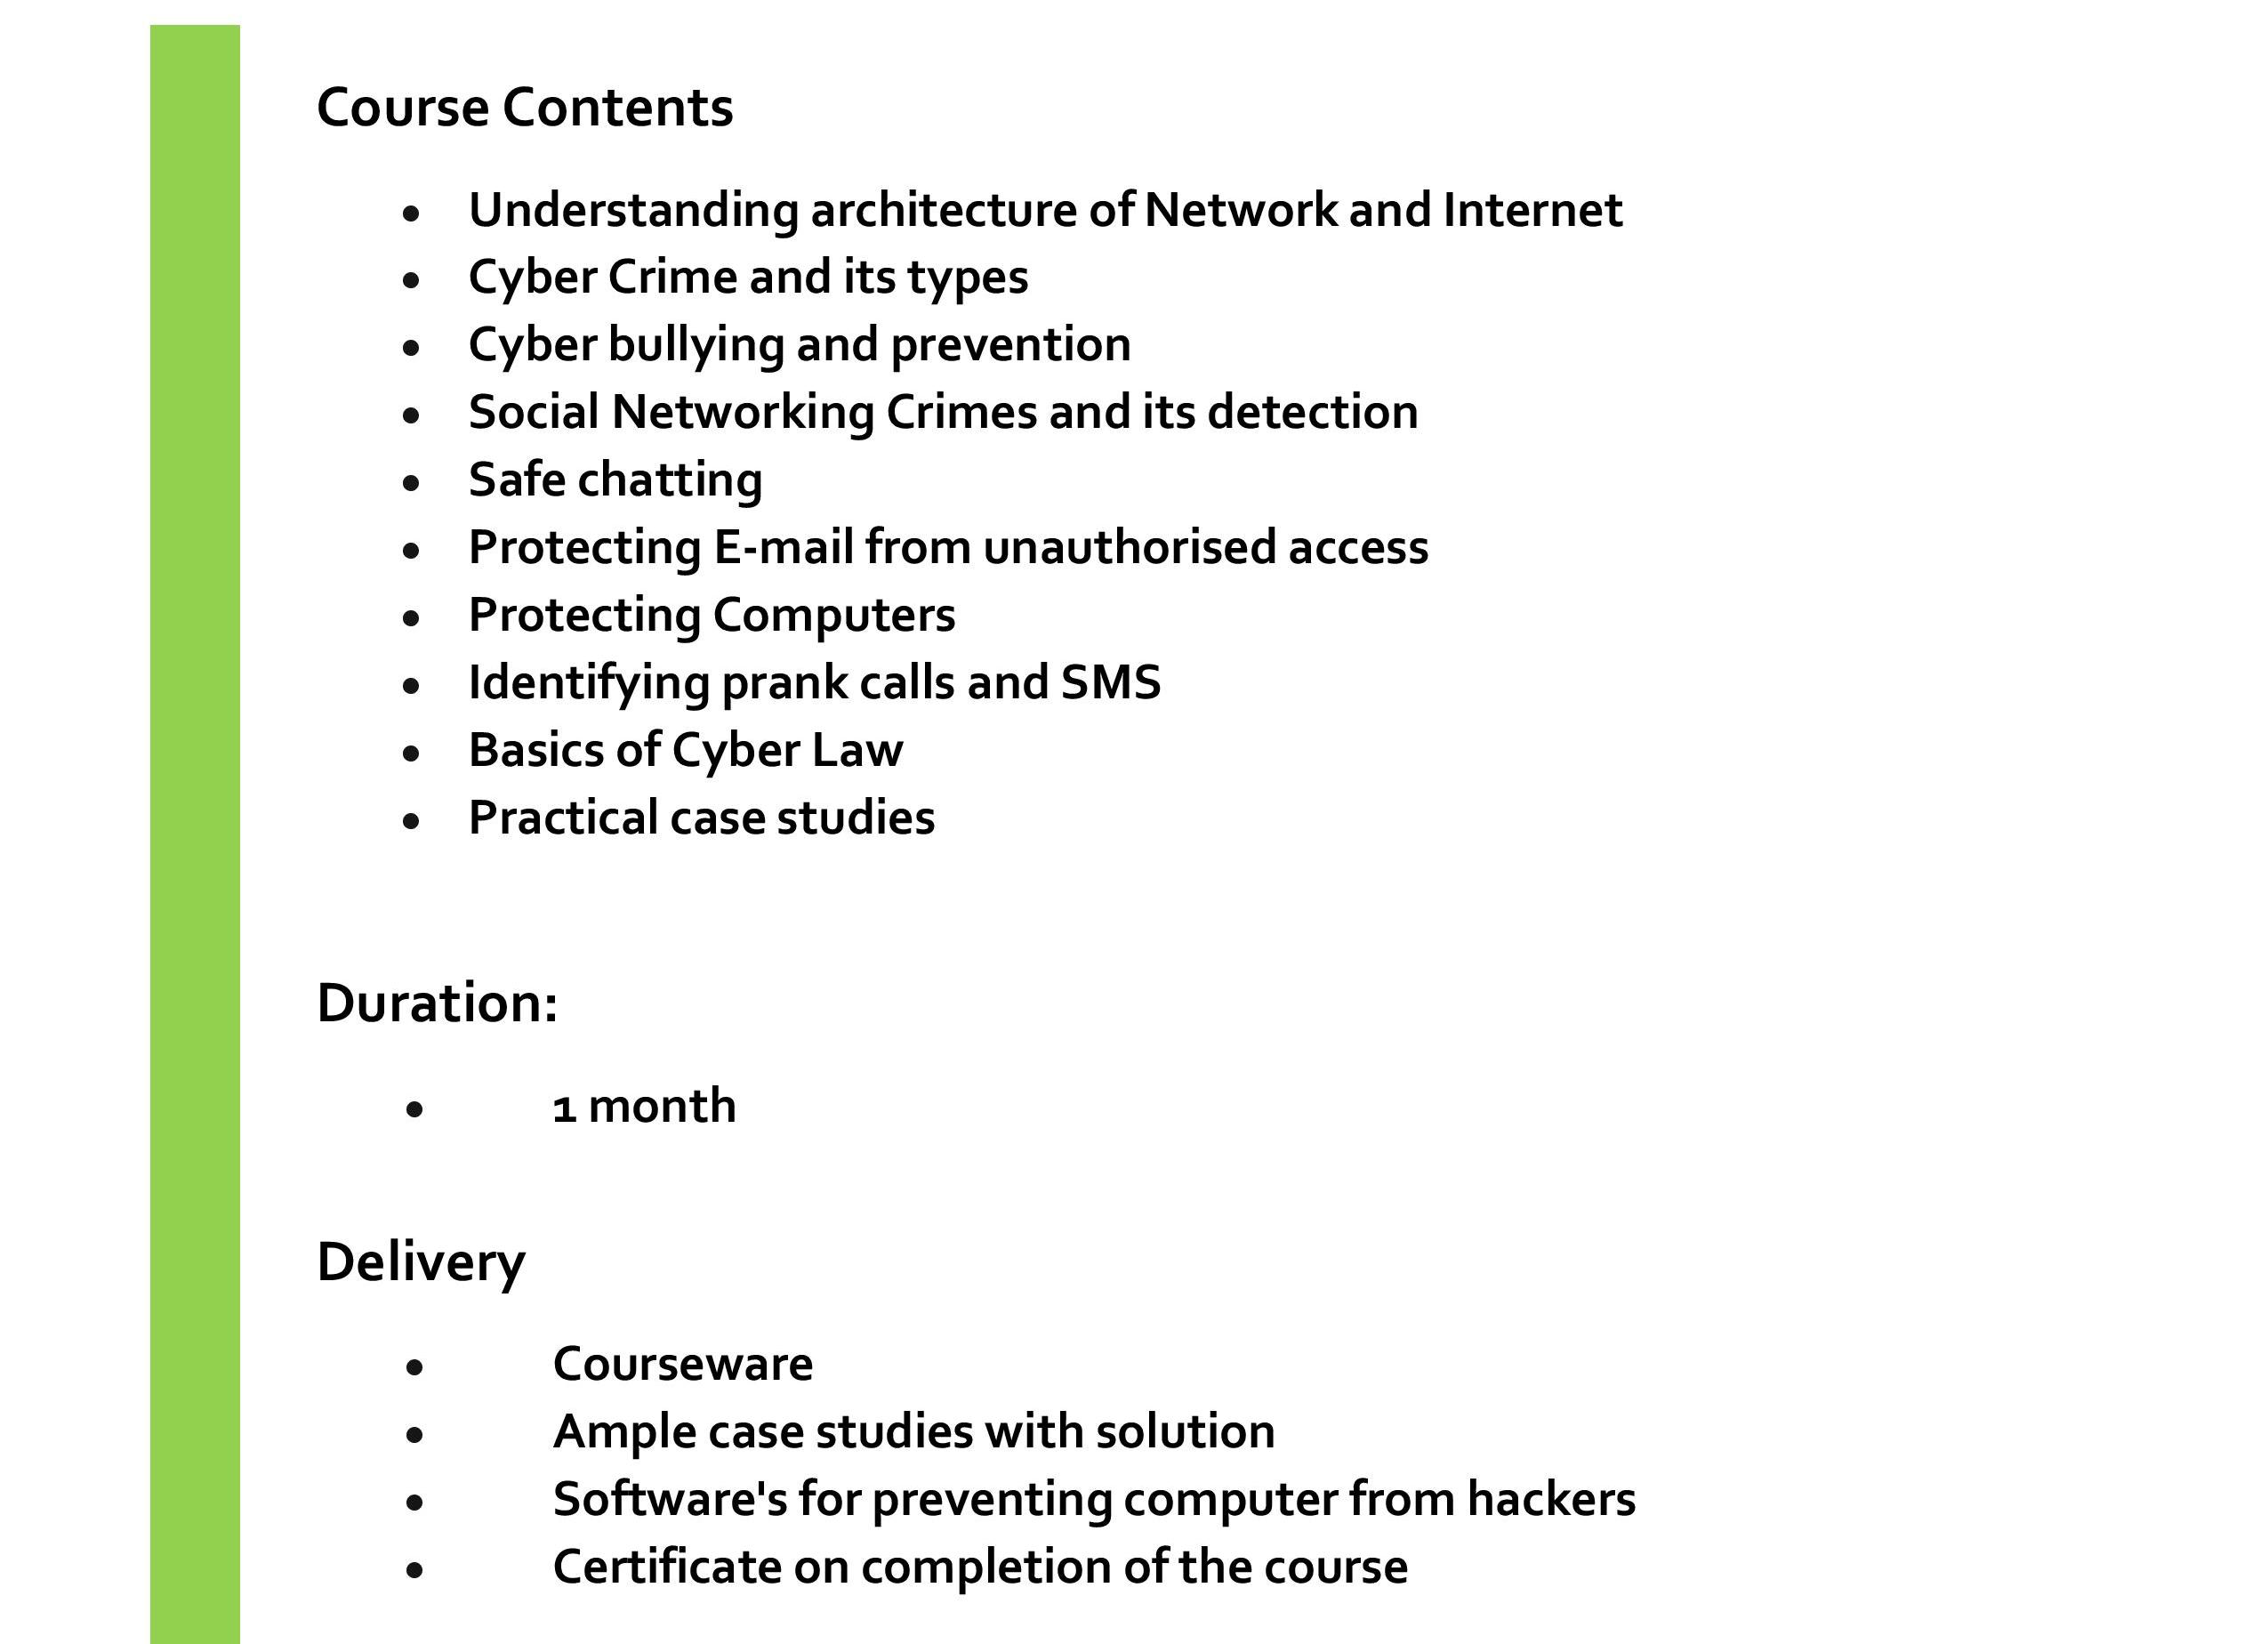 Course Contents
• Understanding architecture of Network and Internet
• Cyber Crime and its types
• Cyber bullying and prevention
• Social Networking Crimes and its detection
• Safe chatting
• Protecting E-mail from unauthorised access
• Protecting Computers
• Identifying prank calls and SMS
• Basics of Cyber Law
• Practical case studies
Duration:
• 1 month
Delivery
• Courseware
• Ample case studies with solution
• Software's for preventing computer from hackers
• Certificate on completion of the course